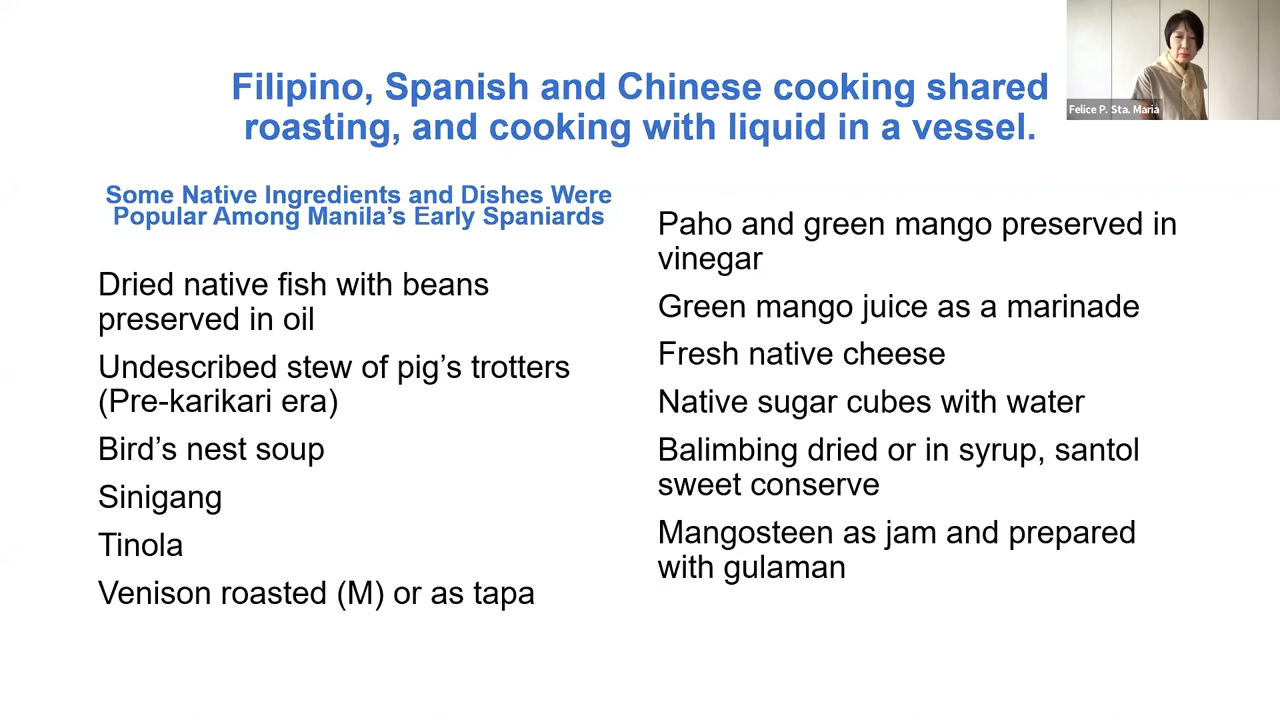 Filipino, Spanish and Chinese cooking shared
roasting, and cooking with liquid in a vessel.
Felice P. Sta. Maria
Some Native Ingredients and Dishes Were
Popular Among Manila’s Early Spaniards
Dried native fish with beans
preserved in oil
Undescribed stew of pig’s trotters
(Pre-karikari era)
Bird’s nest soup
Sinigang
Tinola
Venison roasted (M) or as tapa
Paho and green mango preserved in
vinegar
Green mango juice as a marinade
Fresh native cheese
Native sugar cubes with water
Balimbing dried or in syrup, santol
sweet conserve
Mangosteen as jam and prepared
with gulaman